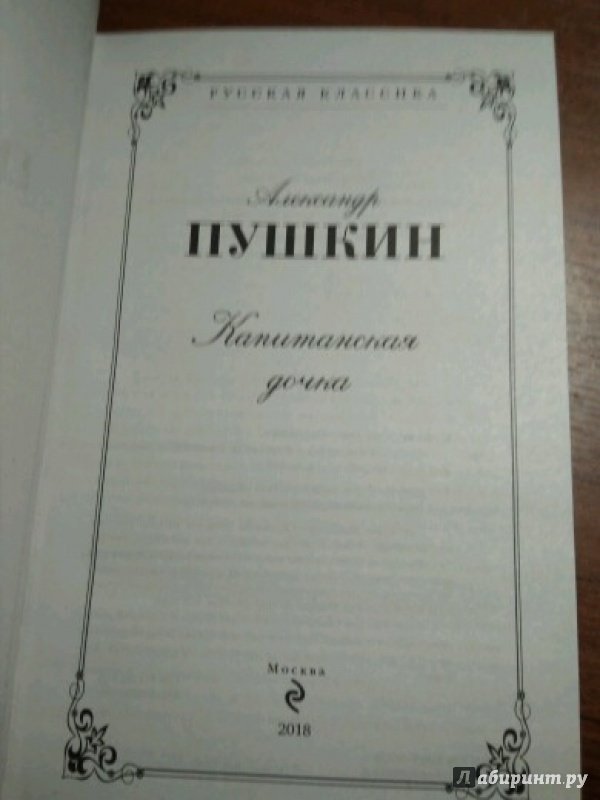 РУССКАЯ КЛАССИКА
Александр
ПУШКИН
Капитанская
дочка
Москва
2018
Лабиринт.ру